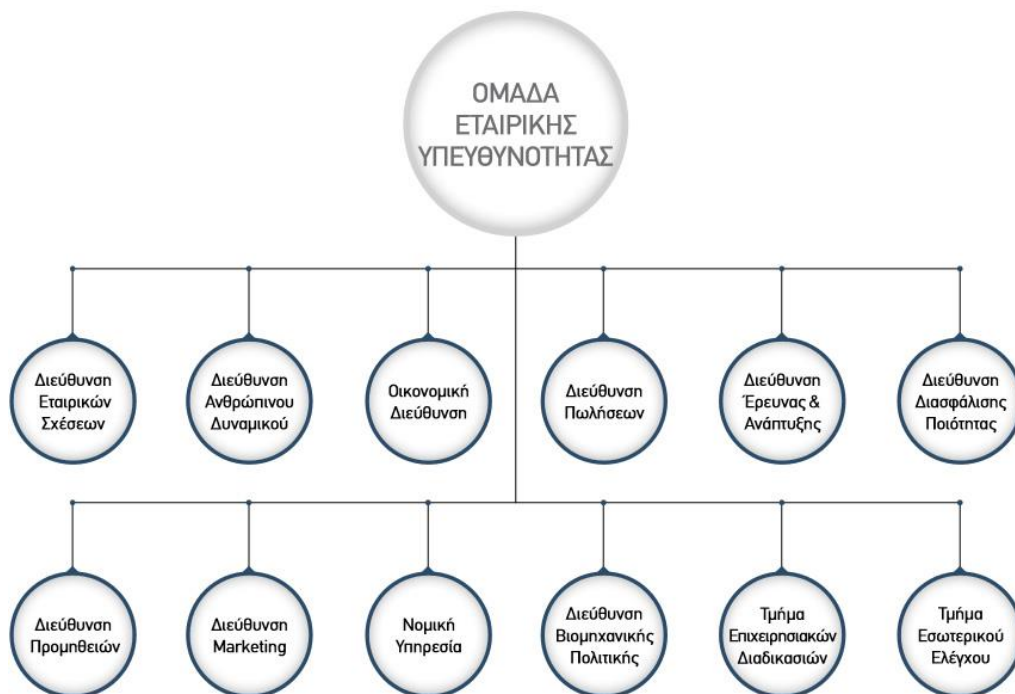 ΟΜΑΔΑ
ΕΤΑΙΡΙΚΗΣ
ΥΠΕΥΘΥΝΟΤΗΤΑΣ
Διεύθυνση
Εταιρικών
Σχέσεων
Διεύθυνση
Ανθρώπινου
Δυναμικού
Οικονομική
Διεύθυνση
Διεύθυνση
Πωλήσεων
Διεύθυνση
Έρευνας &
Ανάπτυξης
Διεύθυνση
Διασφάλισης
Ποιότητας
Διεύθυνση
Προμηθειών
Διεύθυνση
Marketing
Νομική
Υπηρεσία
Διεύθυνση
Βιομηχανικής
Πολιτικής
Τμήμα
Επιχειρησιακών
Διαδικασιών
Τμήμα
Εσωτερικού
Ελέγχου